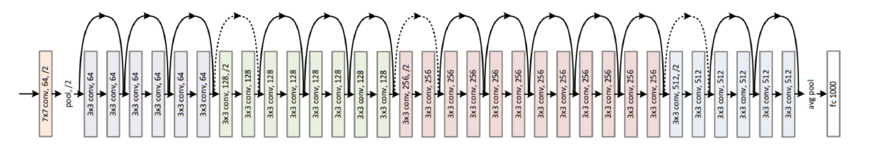 7x7 conv, 64, /2
pool, /2
3x3 conv, 64
3x3 conv, 64
3x3 conv, 64
3x3 conv, 64
3x3 conv, 64
3x3 conv, 64
3x3 conv, 128, /2
3x3 conv, 128
3x3 conv, 128
3x3 conv, 128
3x3 conv, 128
3x3 conv, 128
3x3 conv, 128
3x3 conv, 128
3x3 conv, 256, /2
3x3 conv, 256
3x3 conv, 256
3x3 conv, 256
3x3 conv, 256
3x3 conv, 256
3x3 conv, 256
3x3 conv, 256
3x3 conv, 256
3x3 conv, 256
3x3 conv, 256
3x3 conv, 256
3x3 conv, 512, /2
3x3 conv, 512
3x3 conv, 512
3x3 conv, 512
3x3 conv, 512
3x3 conv, 512
avg pool
fc 1000